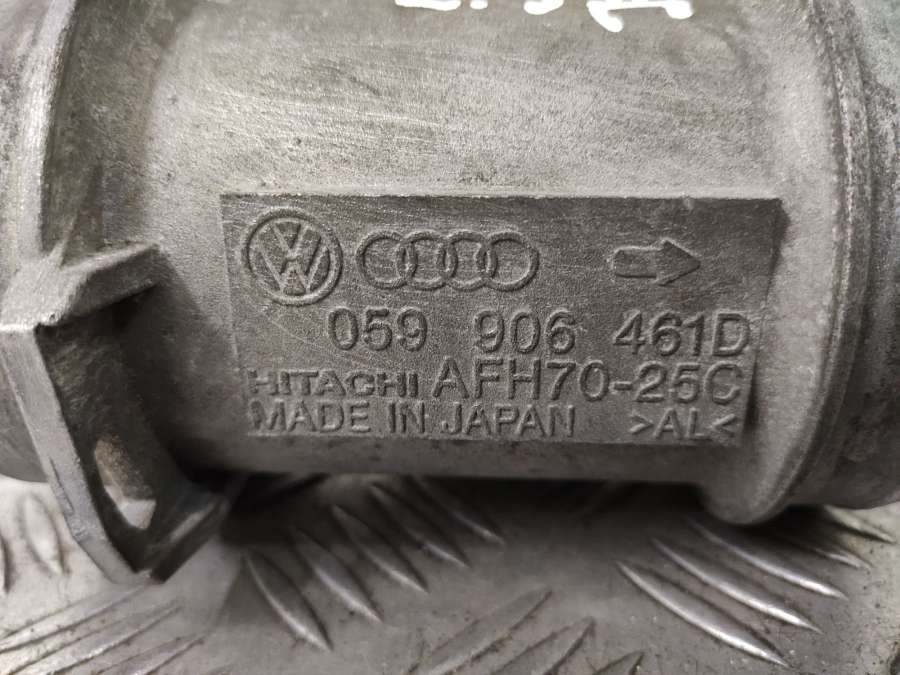 059 906 461D
HITACHI AFH70-25C
MADE IN JAPAN >AL<